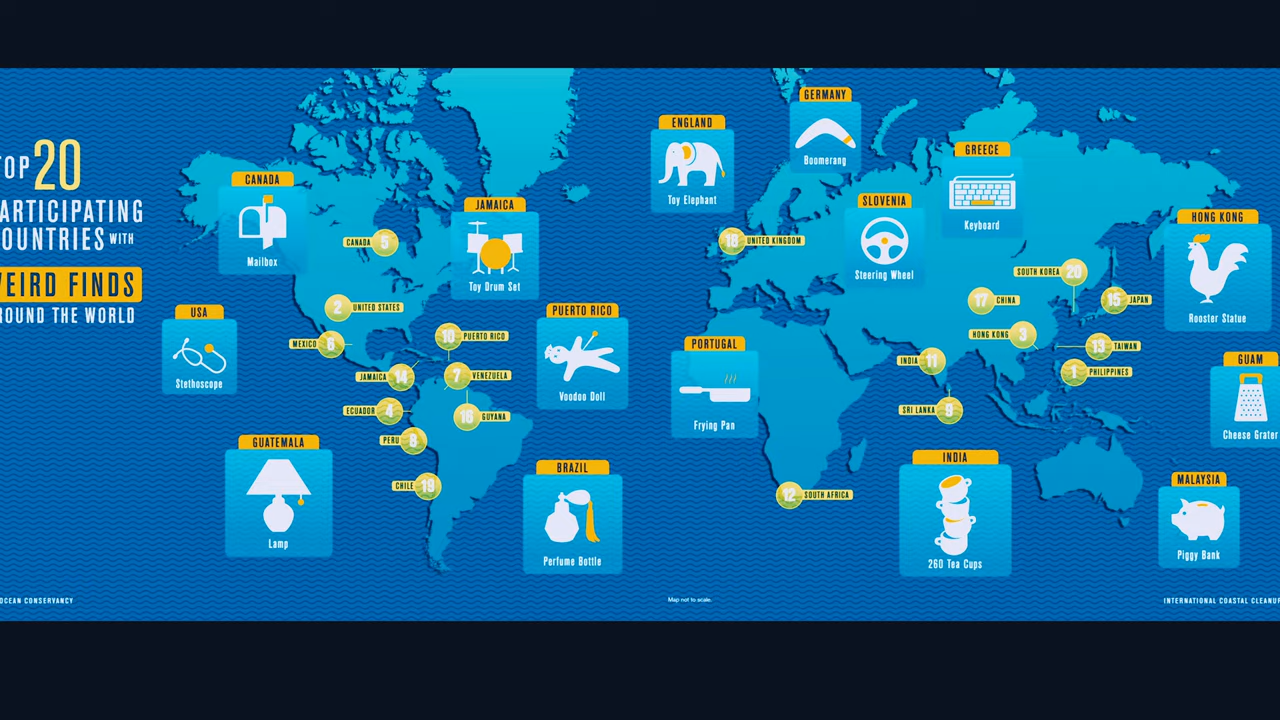 TOP 20
ARTICIPATING
OUNTRIES WITH
WEIRD FINDS
ROUND THE WORLD
OCEAN CONSERVANCY
CANADA
Mailbox
USA
Stethoscope
GUATEMALA
Lamp
JAMAICA
Toy Drum Set
PUERTO RICO
Voodoo Doll
BRAZIL
Perfume Bottle
CANADA 5
2 UNITED STATES
MEXICO 6
10 PUERTO RICO
JAMAICA 14
7 VENEZUELA
ECUADOR 4
16 GUYANA
PERU 8
CHILE 19
ENGLAND
Toy Elephant
GERMANY
Boomerang
GREECE
Keyboard
SLOVENIA
Steering Wheel
HONG KONG
Rooster Statue
PORTUGAL
Frying Pan
GUAM
Cheese Grater
INDIA
260 Tea Cups
MALAYSIA
Piggy Bank
18 UNITED KINGDOM
SOUTH KOREA 20
17 CHINA
15 JAPAN
HONG KONG 3
13 TAIWAN
INDIA 11
1 PHILIPPINES
SRI LANKA 9
12 SOUTH AFRICA
Map not to scale.
INTERNATIONAL COASTAL CLEANUP